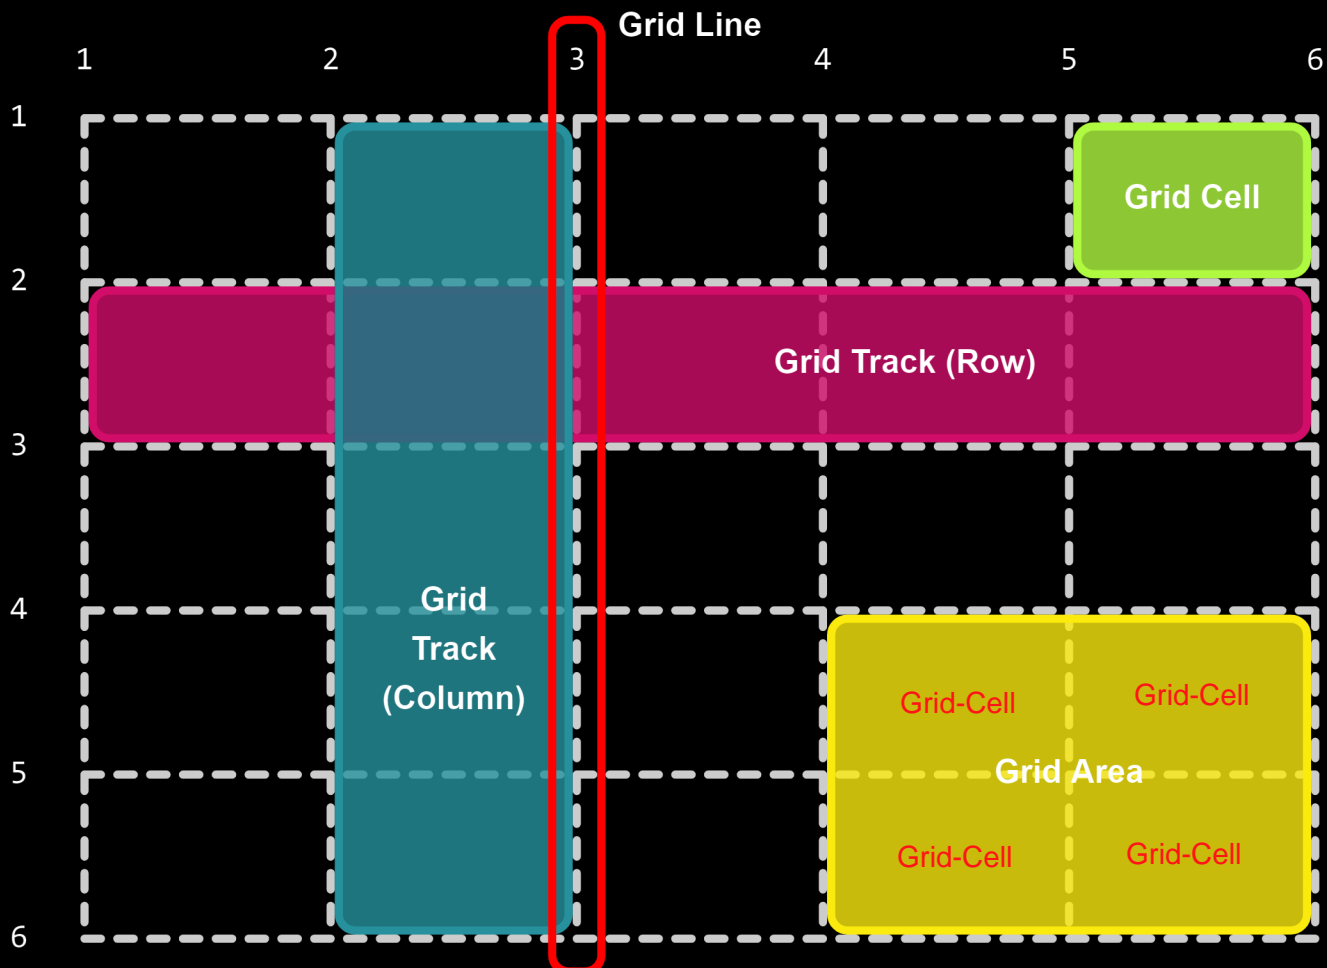 Grid Line
1 2 3 4 5 6
1
Grid Cell
2
Grid Track (Row)
3
4
Grid
Track
(Column)
Grid-Cell Grid-Cell
5
Grid Area
Grid-Cell Grid-Cell
6